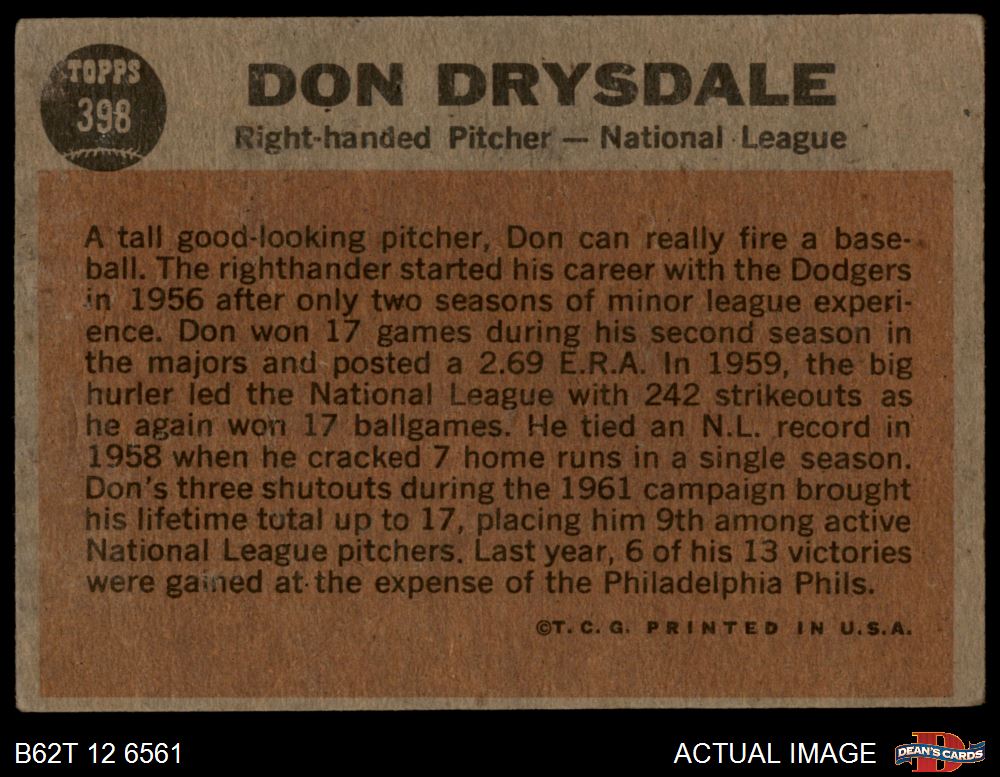 TOPPS
398
DON DRYSDALE
Right-handed Pitcher — National League
A tall good-looking pitcher, Don can really fire a base-
ball. The righthander started his career with the Dodgers
in 1956 after only two seasons of minor league experi-
ence. Don won 17 games during his second season in
the majors and posted a 2.69 E.R.A. In 1959, the big
hurler led the National League with 242 strikeouts as
he again won 17 ballgames. He tied an N.L. record in
1958 when he cracked 7 home runs in a single season.
Don's three shutouts during the 1961 campaign brought
his lifetime total up to 17, placing him 9th among active
National League pitchers. Last year, 6 of his 13 victories
were gained at the expense of the Philadelphia Phils.
©T. C. G. PRINTED IN U.S.A.
B62T 12 6561
ACTUAL IMAGE
D
DEAN'S CARDS